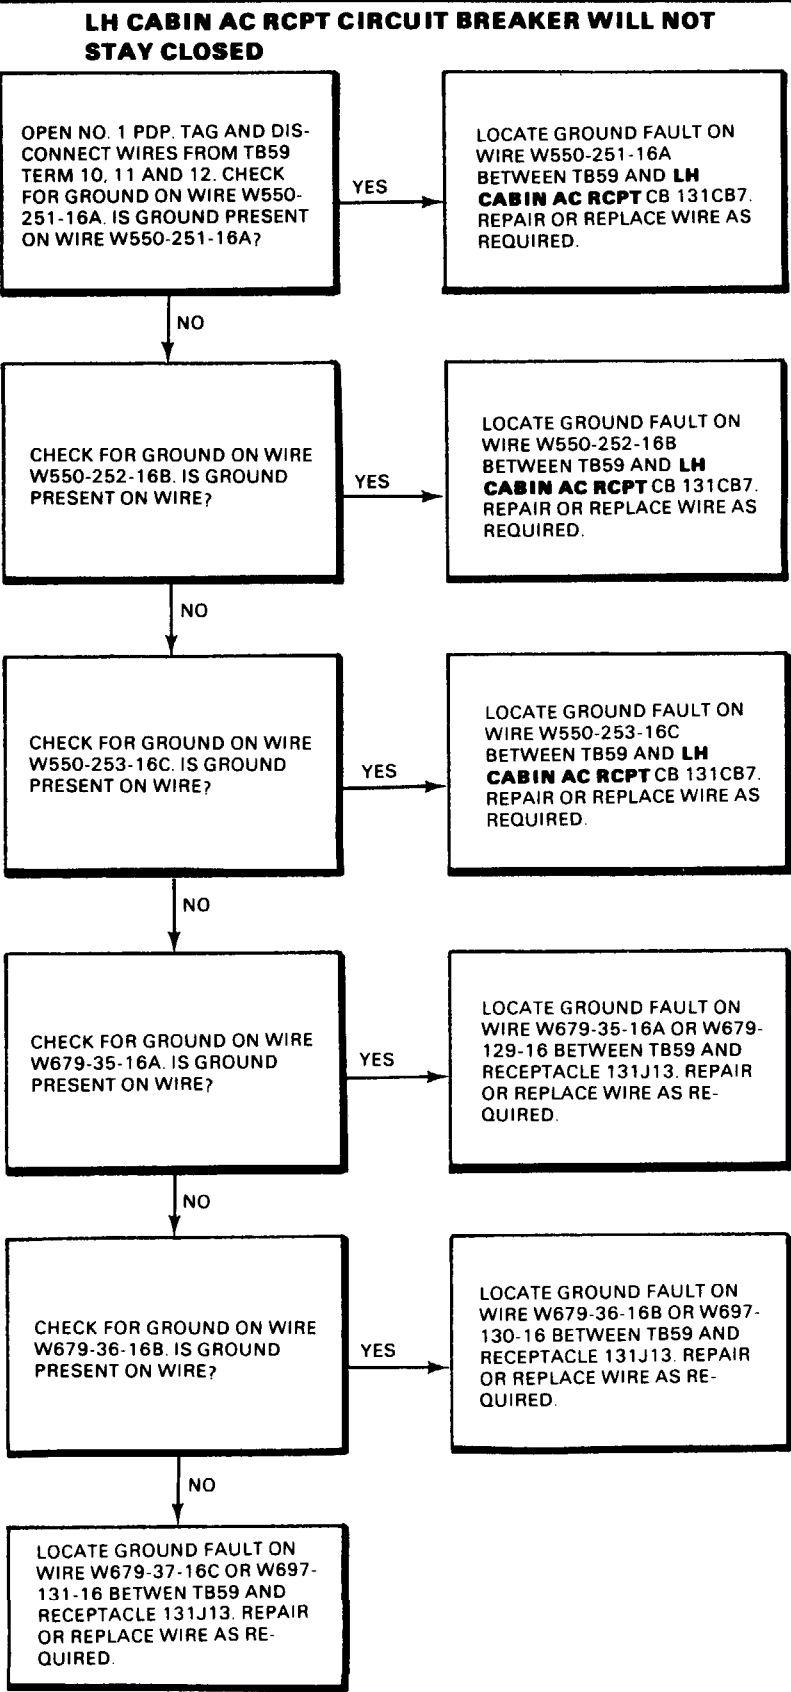 LH CABIN AC RCPT CIRCUIT BREAKER WILL NOT
STAY CLOSED
OPEN NO. 1 PDP. TAG AND DIS-
CONNECT WIRES FROM TB59
TERM 10, 11 AND 12. CHECK
FOR GROUND ON WIRE W550-
251-16A. IS GROUND PRESENT
ON WIRE W550-251-16A?
YES
LOCATE GROUND FAULT ON
WIRE W550-251-16A
BETWEEN TB59 AND LH
CABIN AC RCPT CB 131CB7.
REPAIR OR REPLACE WIRE AS
REQUIRED.
NO
CHECK FOR GROUND ON WIRE
W550-252-16B. IS GROUND
PRESENT ON WIRE?
YES
LOCATE GROUND FAULT ON
WIRE W550-252-16B
BETWEEN TB59 AND LH
CABIN AC RCPT CB 131CB7.
REPAIR OR REPLACE WIRE AS
REQUIRED.
NO
CHECK FOR GROUND ON WIRE
W550-253-16C. IS GROUND
PRESENT ON WIRE?
YES
LOCATE GROUND FAULT ON
WIRE W550-253-16C
BETWEEN TB59 AND LH
CABIN AC RCPT CB 131CB7.
REPAIR OR REPLACE WIRE AS
REQUIRED.
NO
CHECK FOR GROUND ON WIRE
W679-35-16A. IS GROUND
PRESENT ON WIRE?
YES
LOCATE GROUND FAULT ON
WIRE W679-35-16A OR W679-
129-16 BETWEEN TB59 AND
RECEPTACLE 131J13. REPAIR
OR REPLACE WIRE AS RE-
QUIRED.
NO
CHECK FOR GROUND ON WIRE
W679-36-16B. IS GROUND
PRESENT ON WIRE?
YES
LOCATE GROUND FAULT ON
WIRE W679-36-16B OR W697-
130-16 BETWEEN TB59 AND
RECEPTACLE 131J13. REPAIR
OR REPLACE WIRE AS RE-
QUIRED.
NO
LOCATE GROUND FAULT ON
WIRE W679-37-16C OR W697-
131-16 BETWEN TB59 AND
RECEPTACLE 131J13. REPAIR
OR REPLACE WIRE AS RE-
QUIRED.